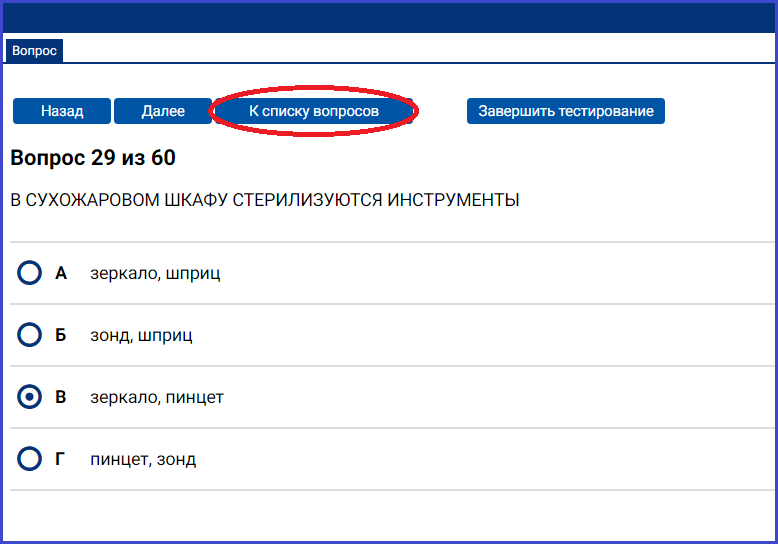 Вопрос
Назад Далее К списку вопросов Завершить тестирование
Вопрос 29 из 60
В СУХОЖАРОВОМ ШКАФУ СТЕРИЛИЗУЮТСЯ ИНСТРУМЕНТЫ
А зеркало, шприц
Б зонд, шприц
В зеркало, пинцет
Г пинцет, зонд